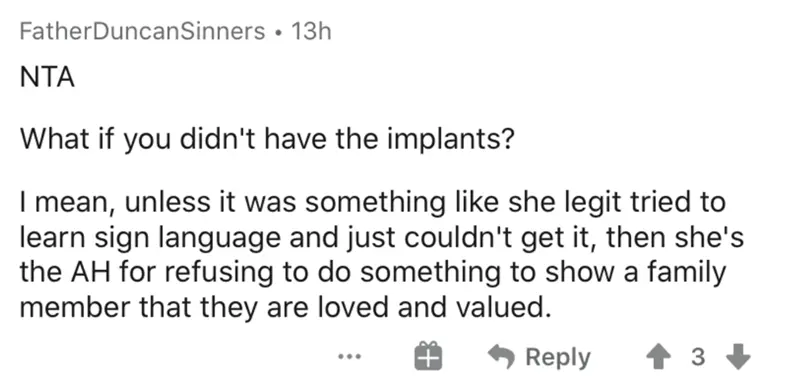 FatherDuncanSinners • 13h
NTA
What if you didn't have the implants?
I mean, unless it was something like she legit tried to
learn sign language and just couldn't get it, then she's
the AH for refusing to do something to show a family
member that they are loved and valued.
... Reply 3